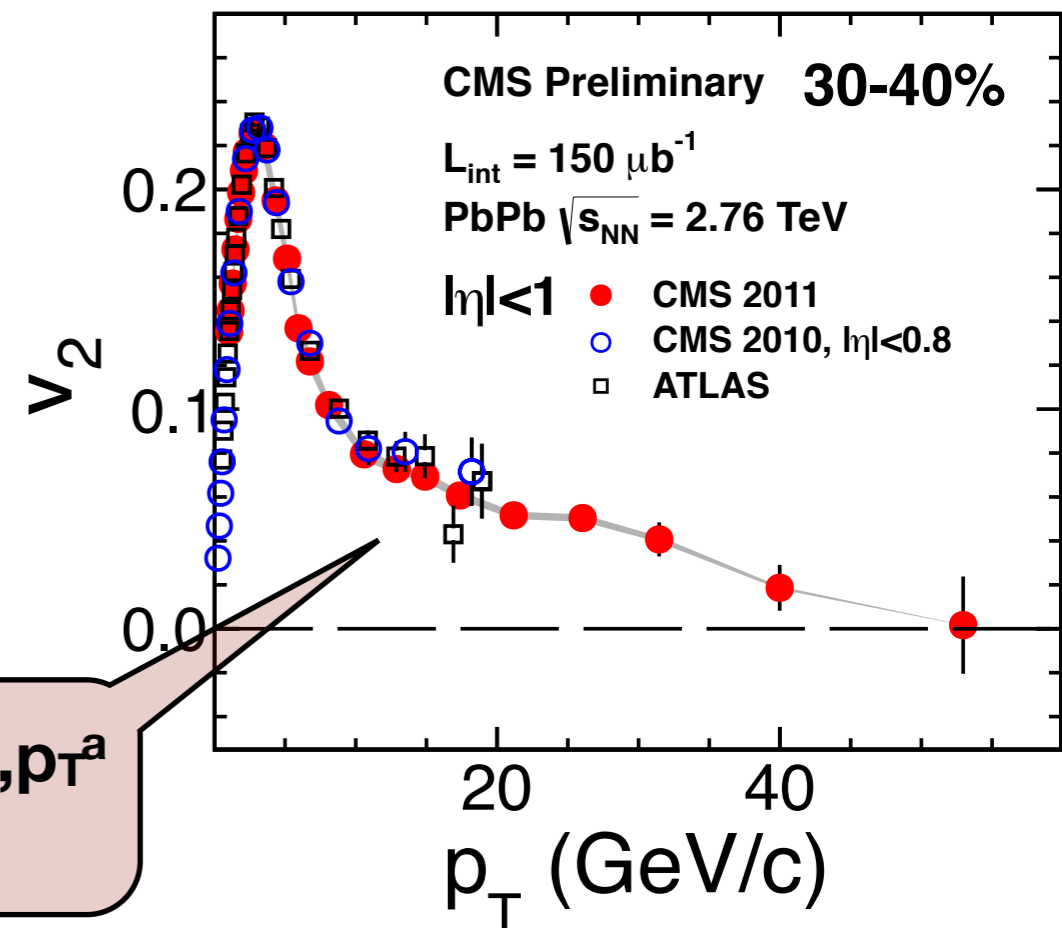 CMS Preliminary 30-40%
L_int = 150 μb^-1
PbPb √s_NN = 2.76 TeV
|η|<1
CMS 2011
CMS 2010, |η|<0.8
ATLAS
v_2
0.2
0.1
0.0
,p_T^a
20 40
p_T (GeV/c)